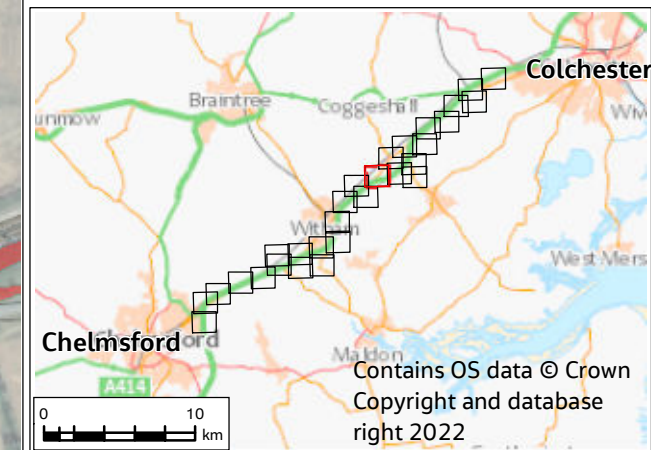 Colchester
Braintree
Coggeshall
unmow
Wiv
Witham
West Mers
Chelmsford
Maldon
A414
Contains OS data © Crown
Copyright and database
right 2022
0 10
km